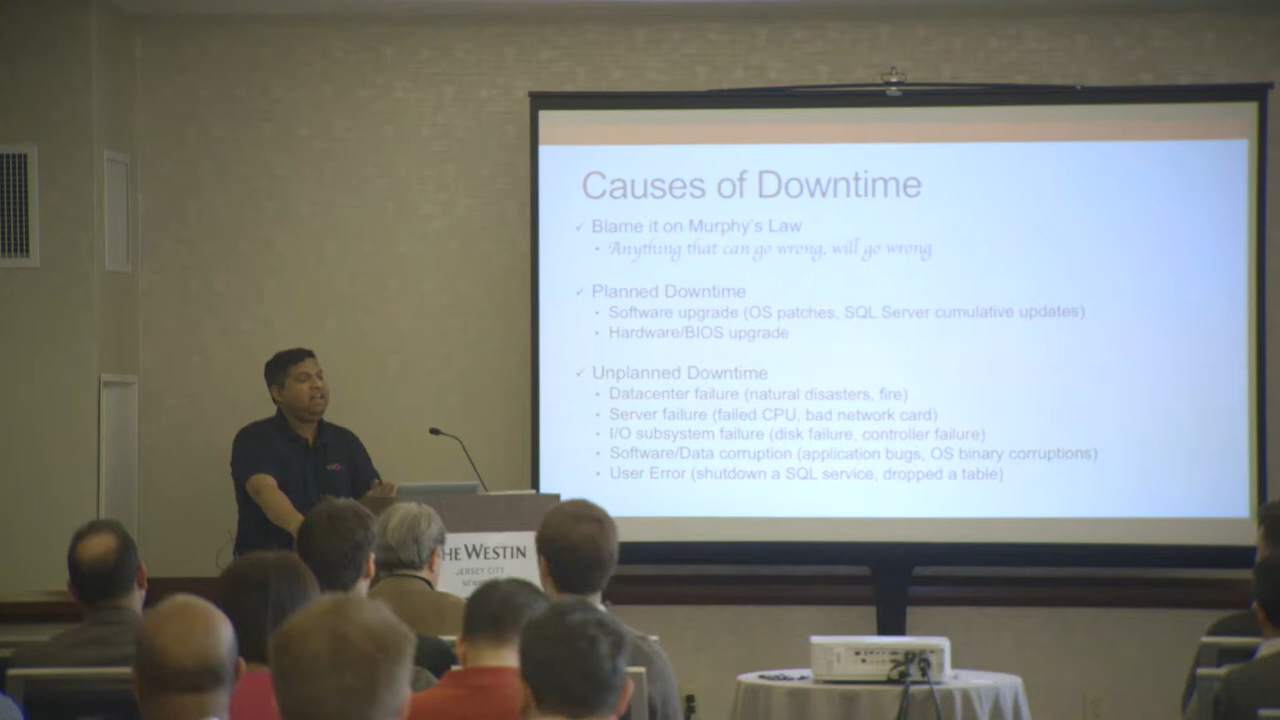 Causes of Downtime
✓ Blame it on Murphy's Law
• Anything that can go wrong, will go wrong
✓ Planned Downtime
• Software upgrade (OS patches, SQL Server cumulative updates)
• Hardware/BIOS upgrade
✓ Unplanned Downtime
• Datacenter failure (natural disasters, fire)
• Server failure (failed CPU, bad network card)
• I/O subsystem failure (disk failure, controller failure)
• Software/Data corruption (application bugs, OS binary corruptions)
• User Error (shutdown a SQL service, dropped a table)
HE WESTIN
JERSEY CITY